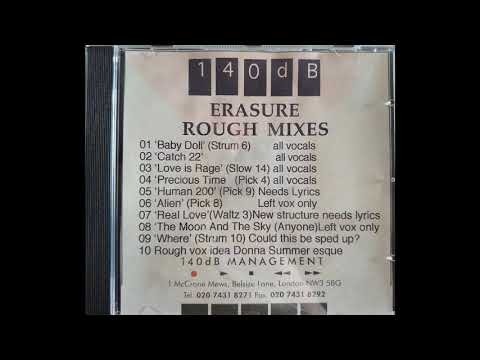 140dB
ERASURE
ROUGH MIXES
01 'Baby Doll' (Strum 6) all vocals
02 'Catch 22' all vocals
03 'Love is Rage' (Slow 14) all vocals
04 'Precious Time (Pick 4) all vocals
05 'Human 200' (Pick 9) Needs Lyrics
06 'Alien' (Pick 8) Left vox only
07 'Real Love'(Waltz 3)New structure needs lyrics
08 'The Moon And The Sky (Anyone)Left vox only
09 'Where' (Strum 10) Could this be sped up?
10 Rough vox idea Donna Summer esque
140dB MANAGEMENT
1 McCrone Mews, Belsize Lane, London NW3 5BG
Tel: 020 7431 8271 Fax: 020 7431 8292